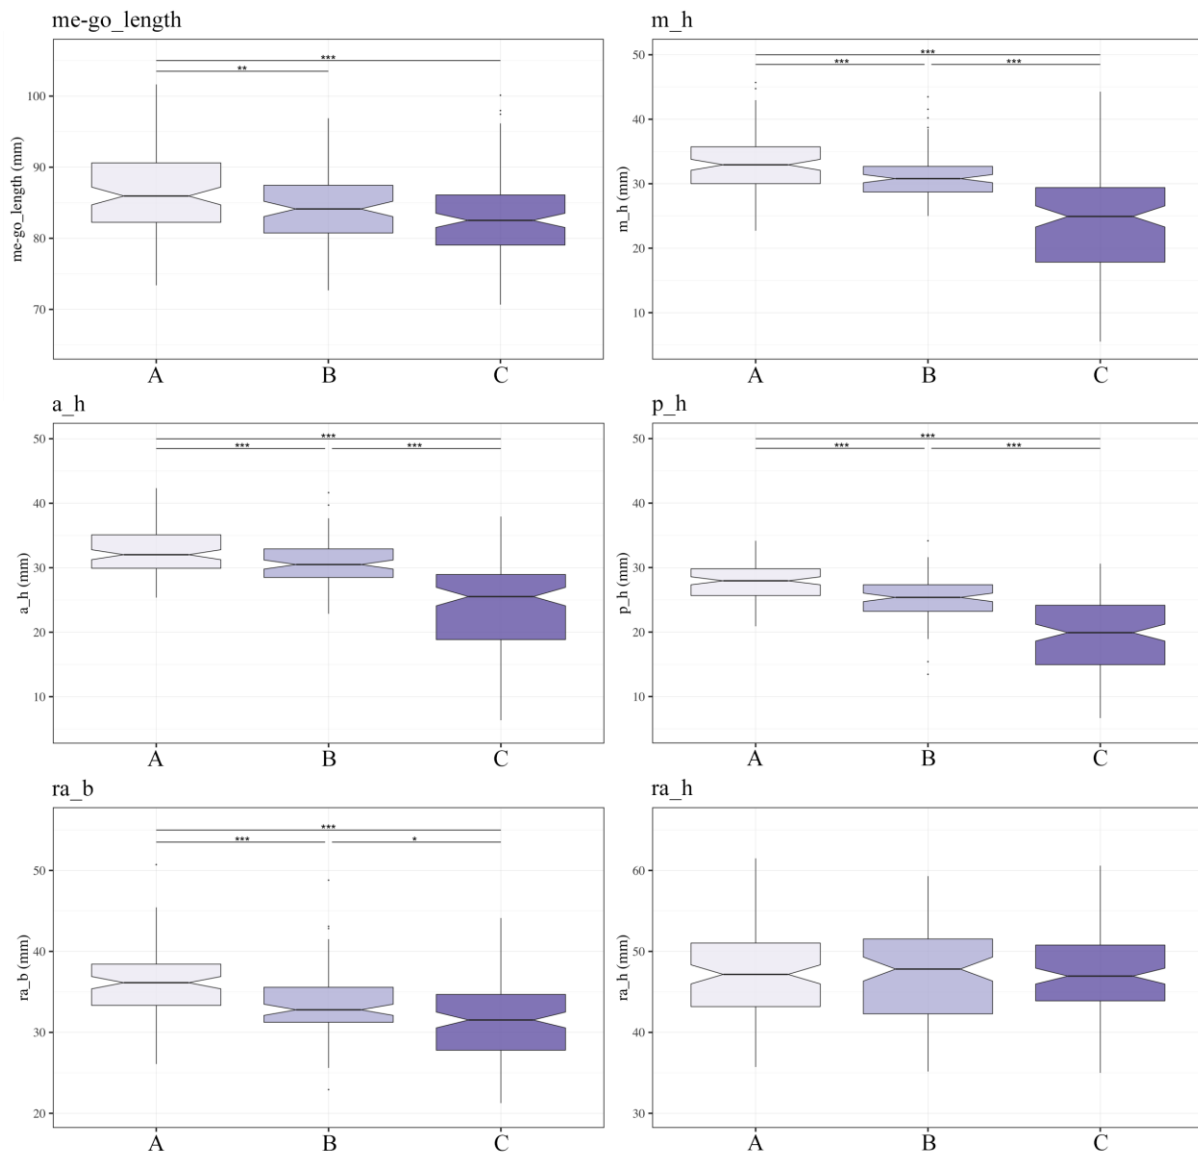 me-go_length
me-go_length (mm)
100
90
80
70
***
**
A B C
m_h
m_h (mm)
50
40
30
20
10
***
*** ***
A B C
a_h
a_h (mm)
50
40
30
20
10
***
*** ***
A B C
p_h
p_h (mm)
50
40
30
20
10
***
*** ***
A B C
ra_b
ra_b (mm)
50
40
30
20
***
*** *
A B C
ra_h
ra_h (mm)
60
50
40
30
A B C